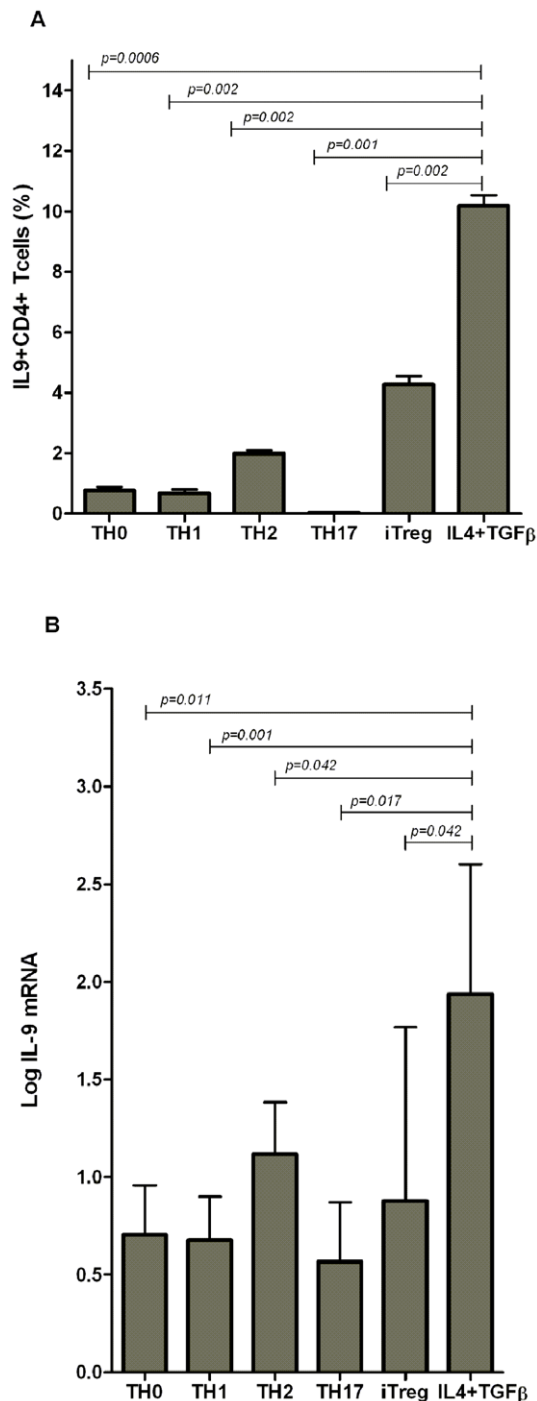 A
p=0.0006
p=0.002
p=0.002
p=0.001
p=0.002
IL9+CD4+ Tcells (%)
14
12
10
8
6
4
2
0
TH0 TH1 TH2 TH17 iTreg IL4+TGFβ
B
p=0.011
p=0.001
p=0.042
p=0.017
p=0.042
Log IL-9 mRNA
3.5
3.0
2.5
2.0
1.5
1.0
0.5
0.0
TH0 TH1 TH2 TH17 iTreg IL4+TGFβ